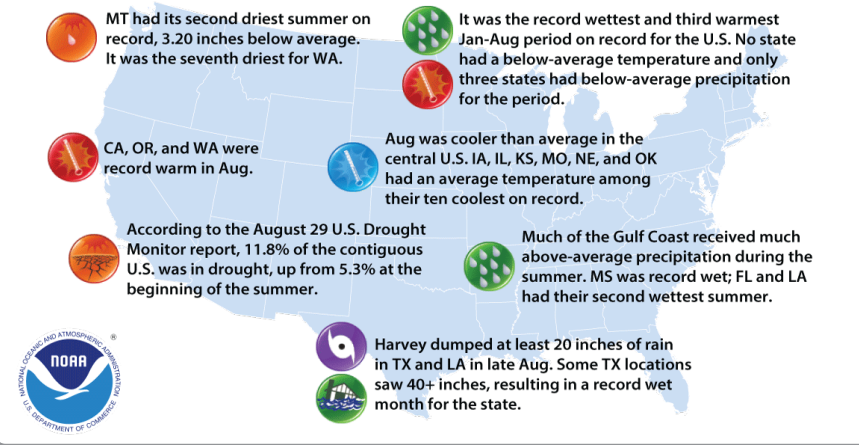 MT had its second driest summer on
record, 3.20 inches below average.
It was the seventh driest for WA.
It was the record wettest and third warmest
Jan-Aug period on record for the U.S. No state
had a below-average temperature and only
three states had below-average precipitation
for the period.
CA, OR, and WA were
record warm in Aug.
Aug was cooler than average in the
central U.S. IA, IL, KS, MO, NE, and OK
had an average temperature among
their ten coolest on record.
According to the August 29 U.S. Drought
Monitor report, 11.8% of the contiguous
U.S. was in drought, up from 5.3% at the
beginning of the summer.
Much of the Gulf Coast received much
above-average precipitation during the
summer. MS was record wet; FL and LA
had their second wettest summer.
Harvey dumped at least 20 inches of rain
in TX and LA in late Aug. Some TX locations
saw 40+ inches, resulting in a record wet
month for the state.
NATIONAL OCEANIC AND ATMOSPHERIC ADMINISTRATION
®
NOAA
U.S. DEPARTMENT OF COMMERCE